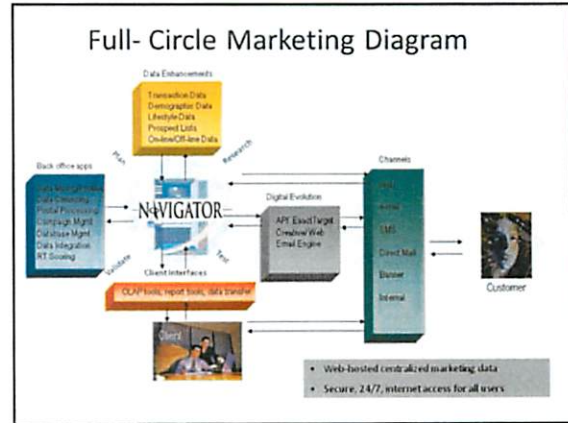 Full- Circle Marketing Diagram
Data Enhancements
Transaction Data
Demographic Data
Lifestyle Data
Prospect Lists
On-line/Off-line Data
Plan
Research
Back office apps
Postal Processing
Campaign Mgmt
Database Mgmt
Data Integration
RT Scoring
NAVIGATOR
Digital Evolution
API: ExactTarget
Creative/Web
Email Engine
Channels
SMS
Direct Mail
Banner
Internal
Customer
Validate
Test
Client Interfaces
OLAP tools, report tools, data transfer
Client
• Web-hosted centralized marketing data
• Secure, 24/7, internet access for all users